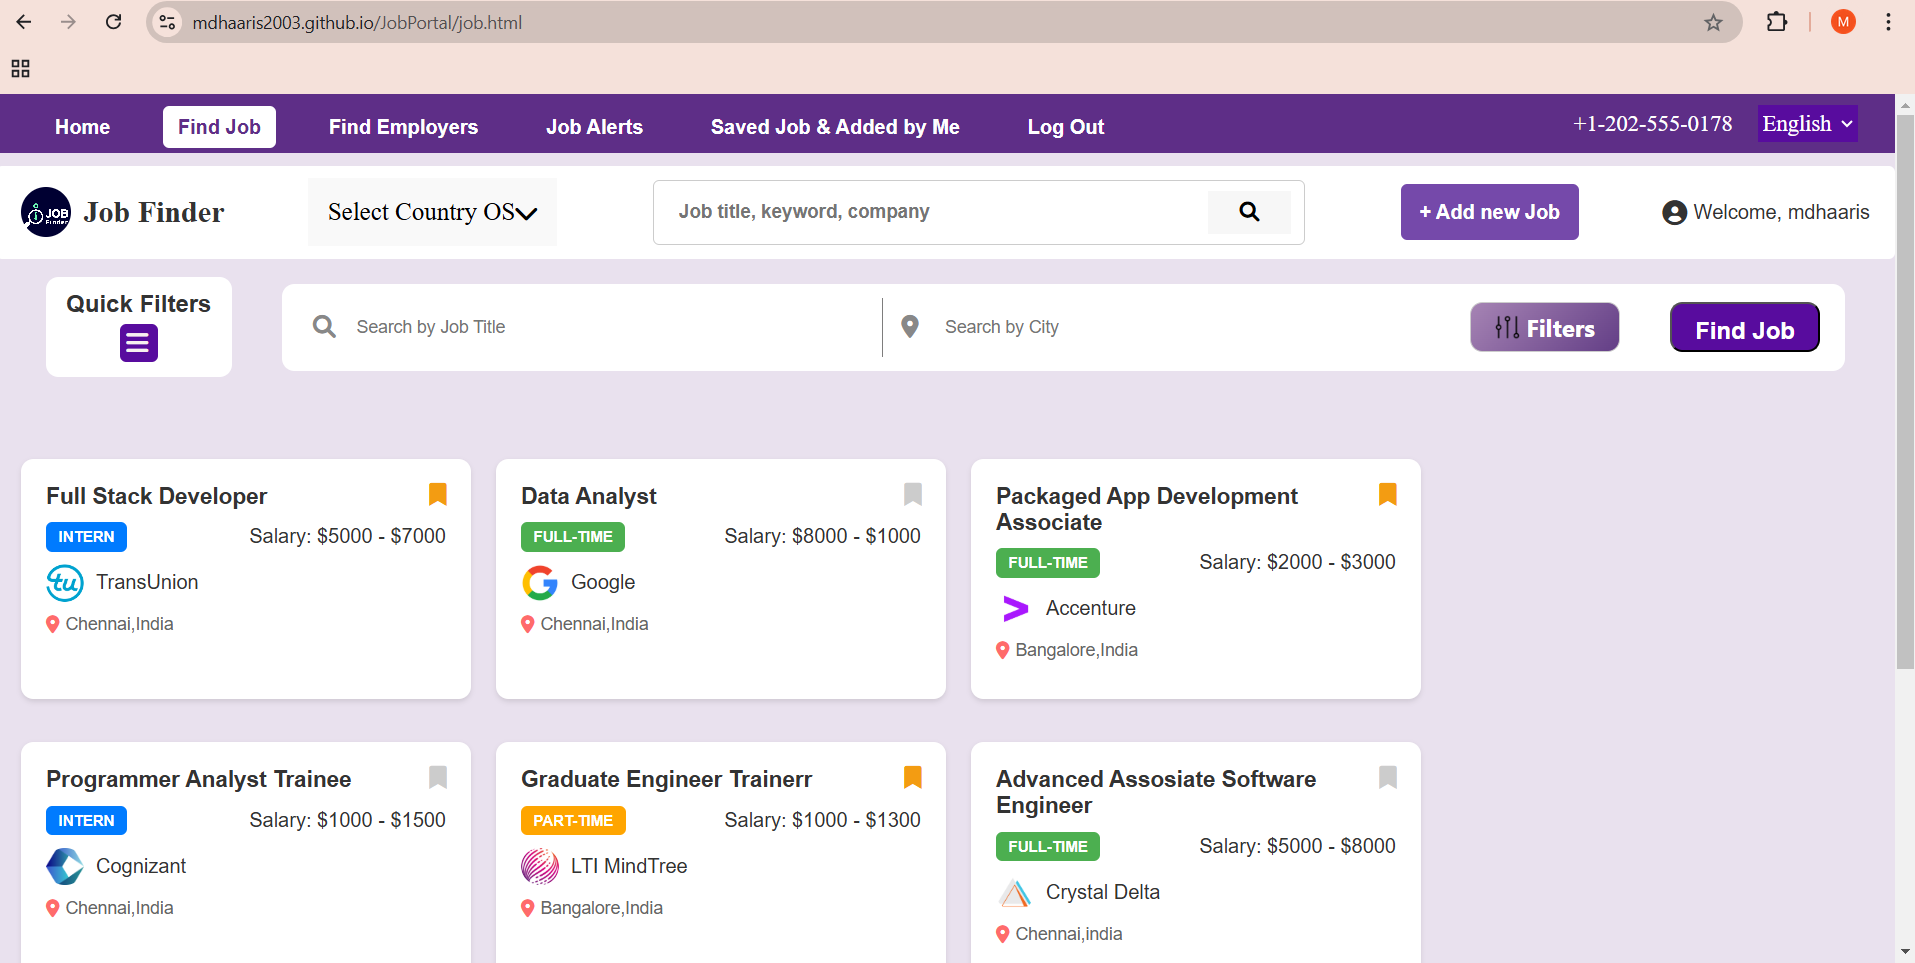 mdhaaris2003.github.io/JobPortal/job.html
M
Home
Find Job
Find Employers
Job Alerts
Saved Job & Added by Me
Log Out
+1-202-555-0178
English
JOB
Finder
Job Finder
Select Country OS
Job title, keyword, company
+ Add new Job
Welcome, mdhaaris
Quick Filters
Search by Job Title
Search by City
Filters
Find Job
Full Stack Developer
INTERN
Salary: $5000 - $7000
tu
TransUnion
Chennai,India
Data Analyst
FULL-TIME
Salary: $8000 - $1000
Google
Chennai,India
Packaged App Development
Associate
FULL-TIME
Salary: $2000 - $3000
Accenture
Bangalore,India
Programmer Analyst Trainee
INTERN
Salary: $1000 - $1500
Cognizant
Chennai,India
Graduate Engineer Trainerr
PART-TIME
Salary: $1000 - $1300
LTI MindTree
Bangalore,India
Advanced Assosiate Software
Engineer
FULL-TIME
Salary: $5000 - $8000
Crystal Delta
Chennai,india